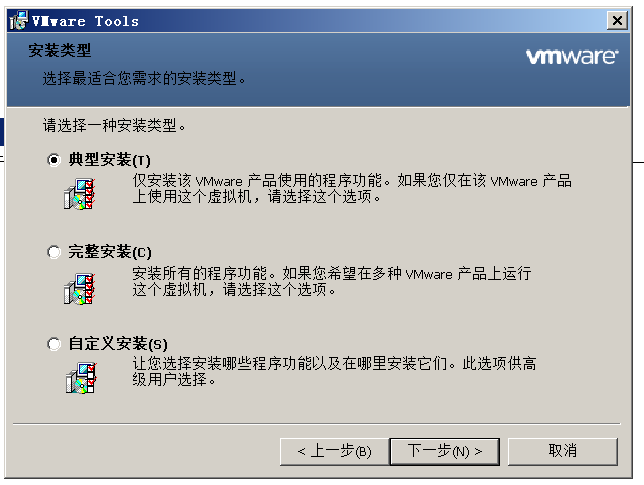 VMware Tools
安装类型
选择最适合您需求的安装类型。
vmware
请选择一种安装类型。
典型安装(T)
仅安装该 VMware 产品使用的程序功能。如果您仅在该 VMware 产品
上使用这个虚拟机，请选择这个选项。
完整安装(C)
安装所有的程序功能。如果您希望在多种 VMware 产品上运行
这个虚拟机，请选择这个选项。
自定义安装(S)
让您选择安装哪些程序功能以及在哪里安装它们。此选项供高
级用户选择。
< 上一步(B) 下一步(N) > 取消